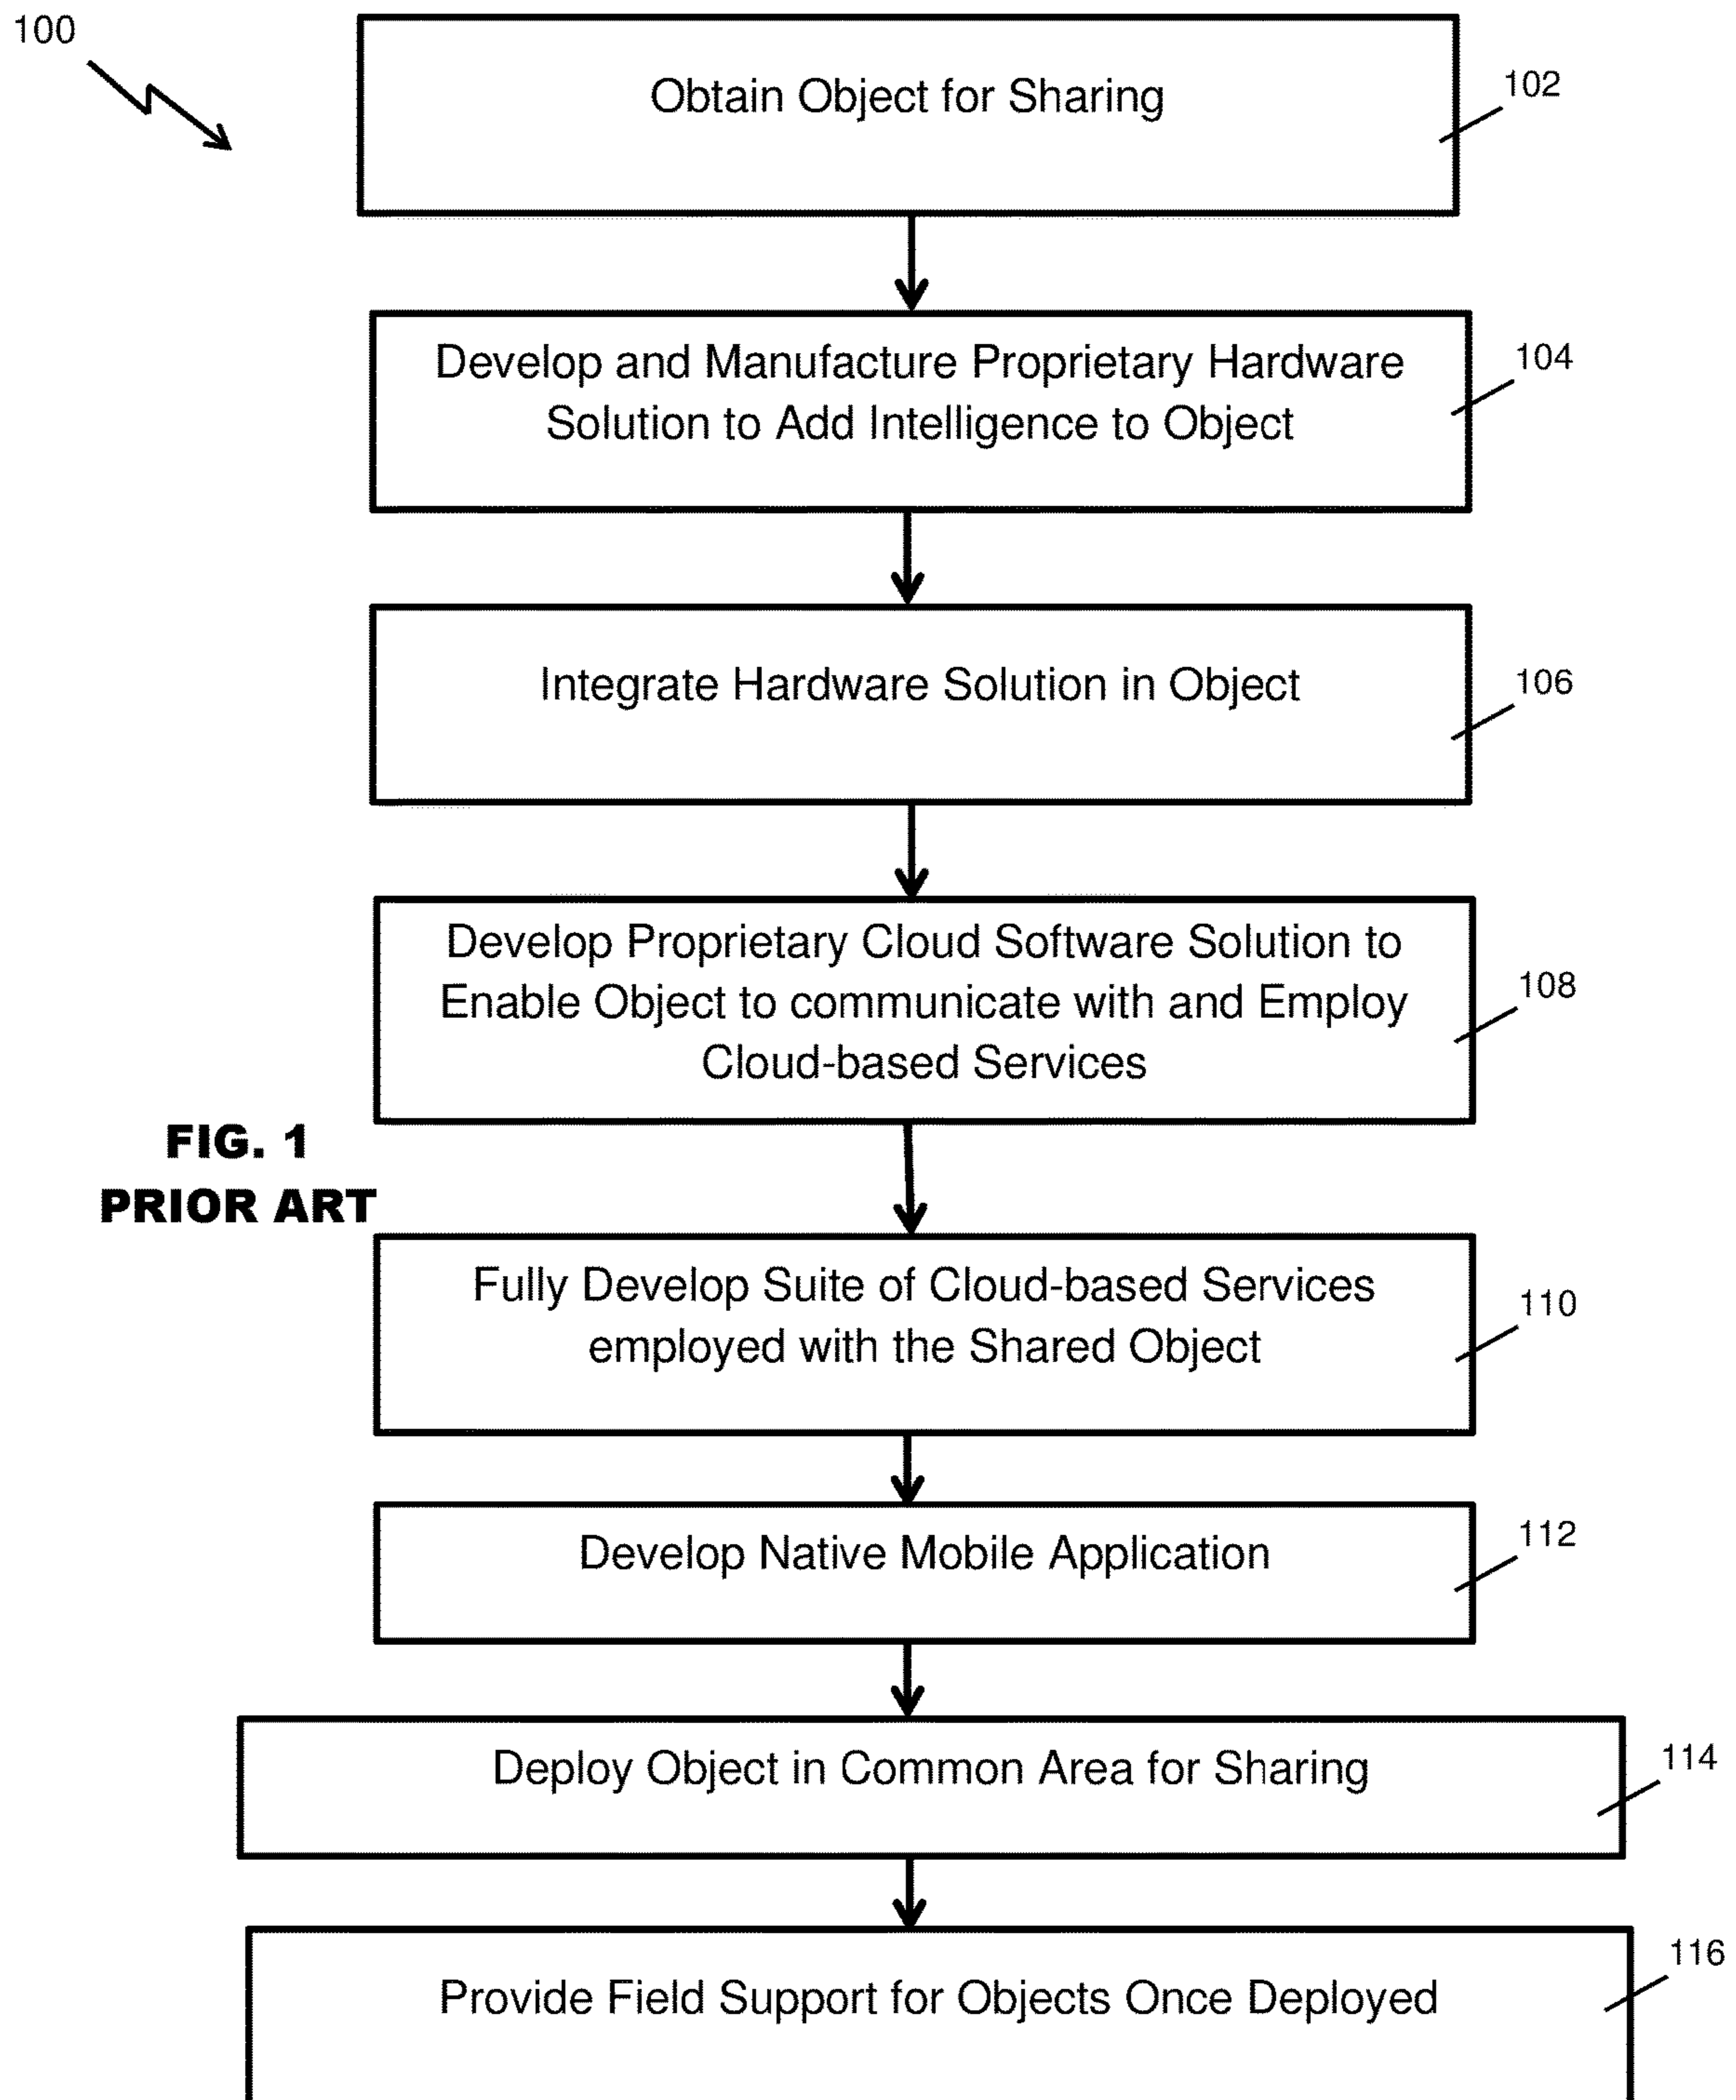 100
Obtain Object for Sharing
102
Develop and Manufacture Proprietary Hardware
Solution to Add Intelligence to Object
104
Integrate Hardware Solution in Object
106
Develop Proprietary Cloud Software Solution to
Enable Object to communicate with and Employ
Cloud-based Services
108
FIG. 1
PRIOR ART
Fully Develop Suite of Cloud-based Services
employed with the Shared Object
110
Develop Native Mobile Application
112
Deploy Object in Common Area for Sharing
114
Provide Field Support for Objects Once Deployed
116